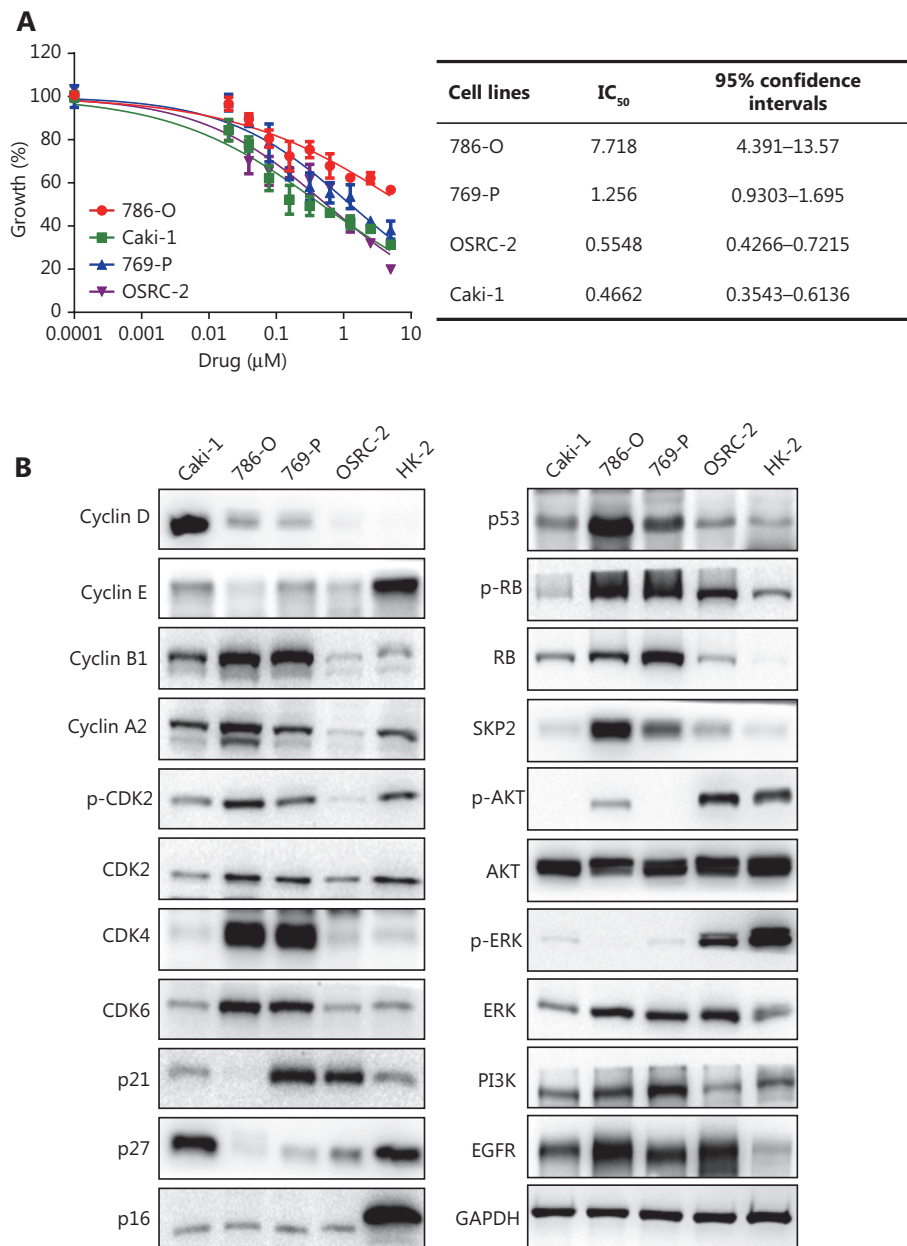 A
120
100
80
60
40
20
0
Growth (%)
786-O
Caki-1
769-P
OSRC-2
0.0001 0.001 0.01 0.1 1 10
Drug (μM)
Cell lines IC50 95% confidence intervals
786-O 7.718 4.391–13.57
769-P 1.256 0.9303–1.695
OSRC-2 0.5548 0.4266–0.7215
Caki-1 0.4662 0.3543–0.6136
B
Caki-1 786-O 769-P OSRC-2 HK-2
Cyclin D
Cyclin E
Cyclin B1
Cyclin A2
p-CDK2
CDK2
CDK4
CDK6
p21
p27
p16
Caki-1 786-O 769-P OSRC-2 HK-2
p53
p-RB
RB
SKP2
p-AKT
AKT
p-ERK
ERK
PI3K
EGFR
GAPDH